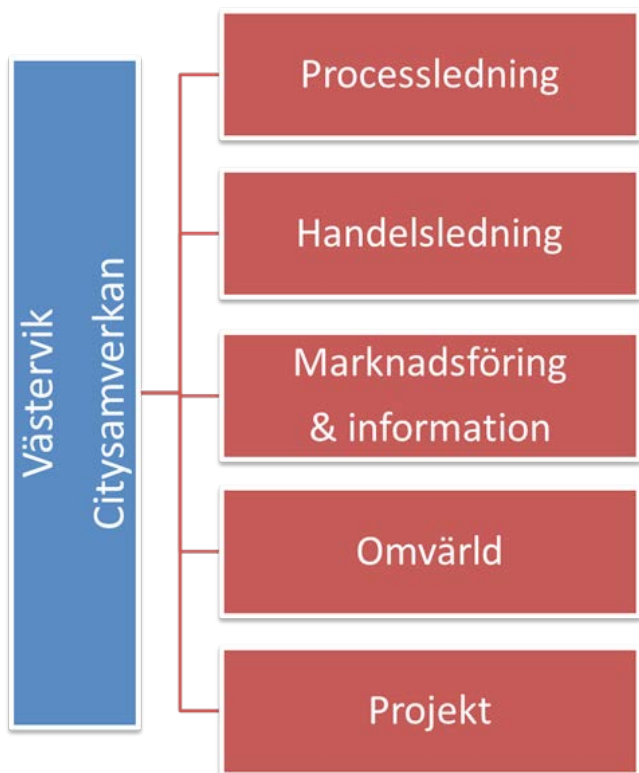 Västervik
Citysamverkan
Processledning
Handelsledning
Marknadsföring
& information
Omvärld
Projekt